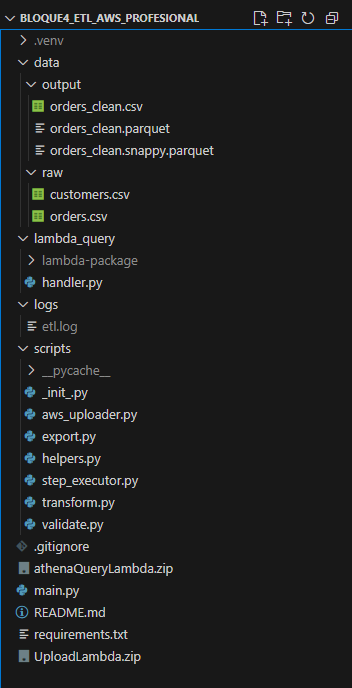 BLOQUE4_ETL_AWS_PROFESIONAL
.venv
data
output
orders_clean.csv
orders_clean.parquet
orders_clean.snappy.parquet
raw
customers.csv
orders.csv
lambda_query
lambda-package
handler.py
logs
etl.log
scripts
__pycache__
_init_.py
aws_uploader.py
export.py
helpers.py
step_executor.py
transform.py
validate.py
.gitignore
athenaQueryLambda.zip
main.py
README.md
requirements.txt
UploadLambda.zip